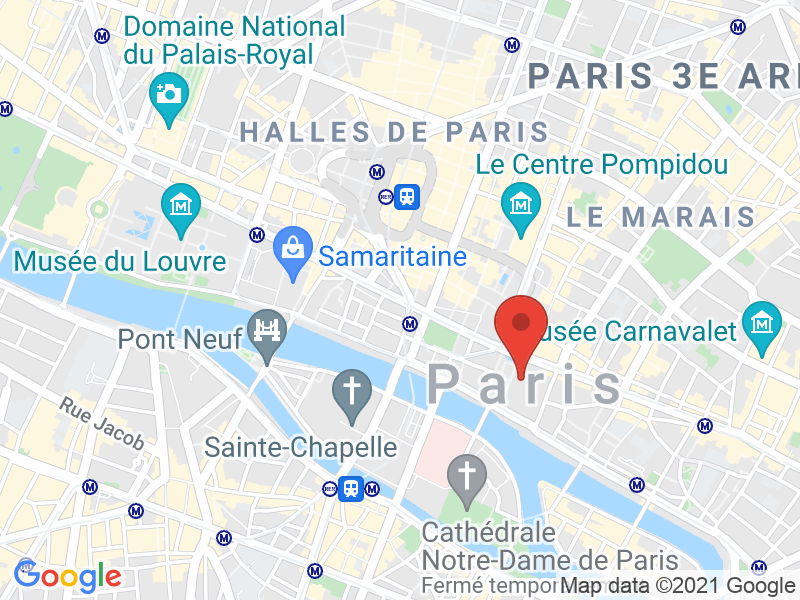 Domaine National
du Palais-Royal
PARIS 3E AR
HALLES DE PARIS
Le Centre Pompidou
LE MARAIS
Musée du Louvre
Samaritaine
Pont Neuf
sée Carnavalet
Paris
Rue Jacob
Sainte-Chapelle
Cathédrale
Notre-Dame de Paris
Fermé tempor
Google
Map data ©2021 Google